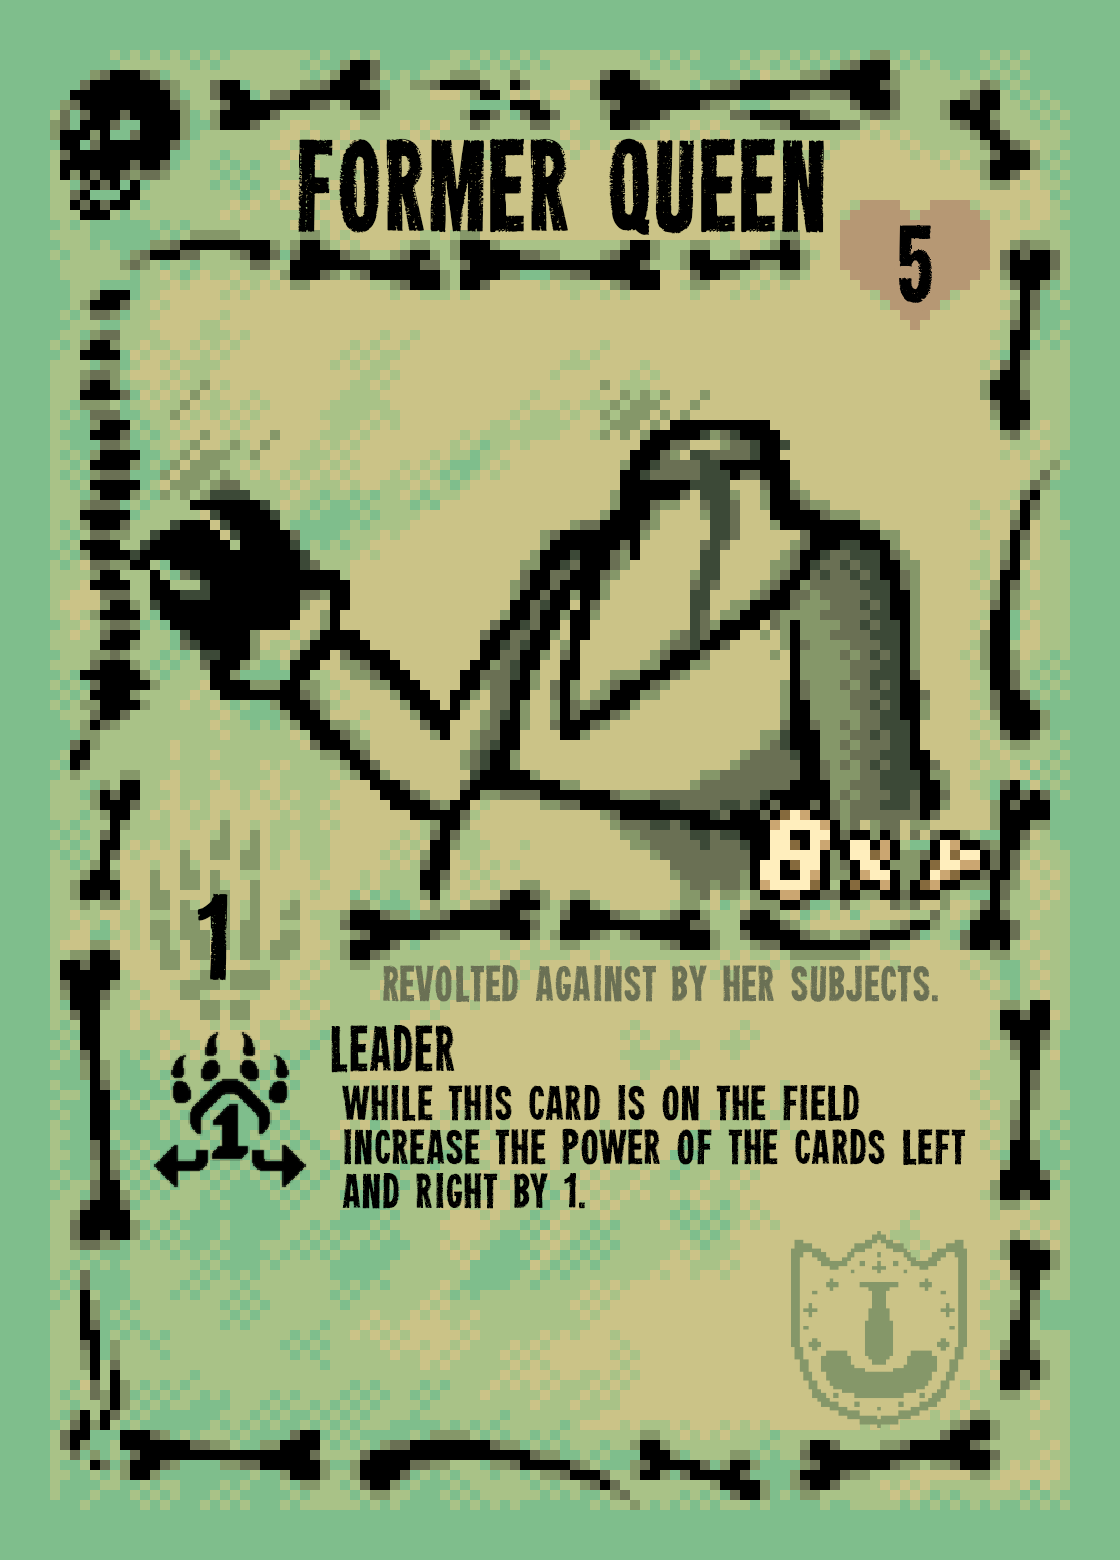 FORMER QUEEN
5
8xy
1
REVOLTED AGAINST BY HER SUBJECTS.
LEADER
1
WHILE THIS CARD IS ON THE FIELD
INCREASE THE POWER OF THE CARDS LEFT
AND RIGHT BY 1.